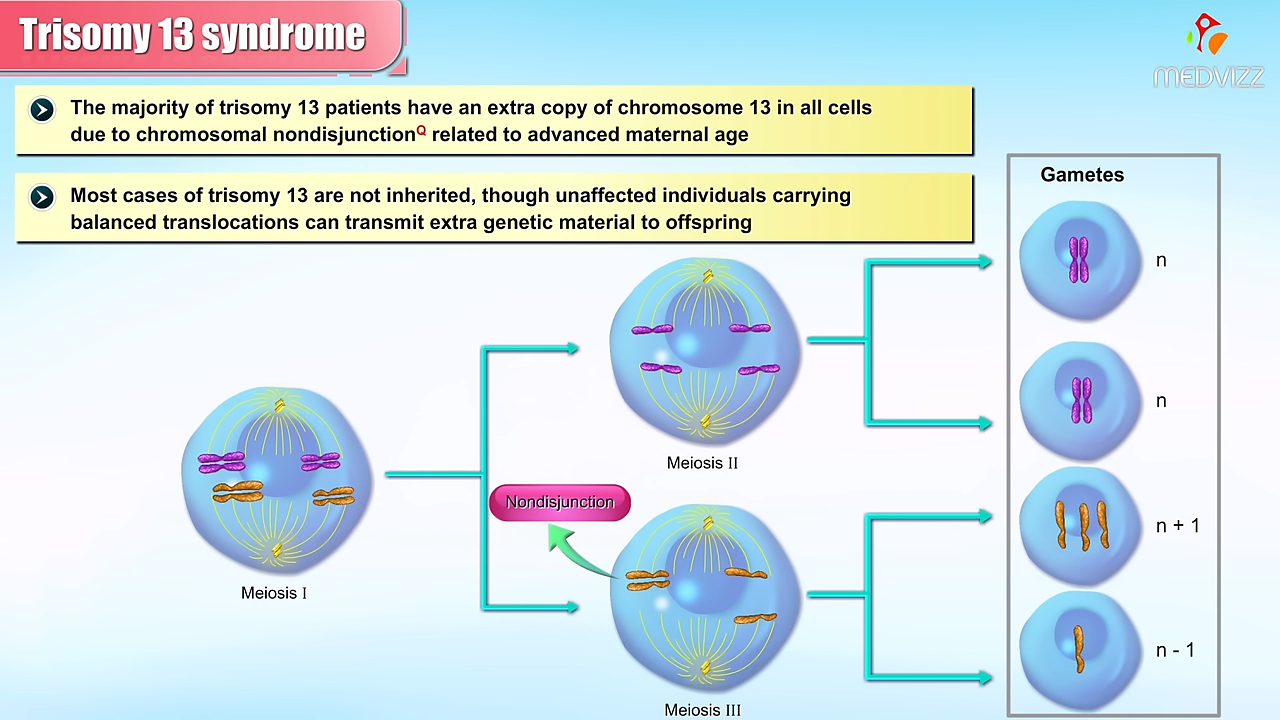 Trisomy 13 syndrome
MEDVIZZ
The majority of trisomy 13 patients have an extra copy of chromosome 13 in all cells
due to chromosomal nondisjunctionQ related to advanced maternal age
Most cases of trisomy 13 are not inherited, though unaffected individuals carrying
balanced translocations can transmit extra genetic material to offspring
Gametes
n
n
Meiosis II
Nondisjunction
n + 1
Meiosis I
n - 1
Meiosis III